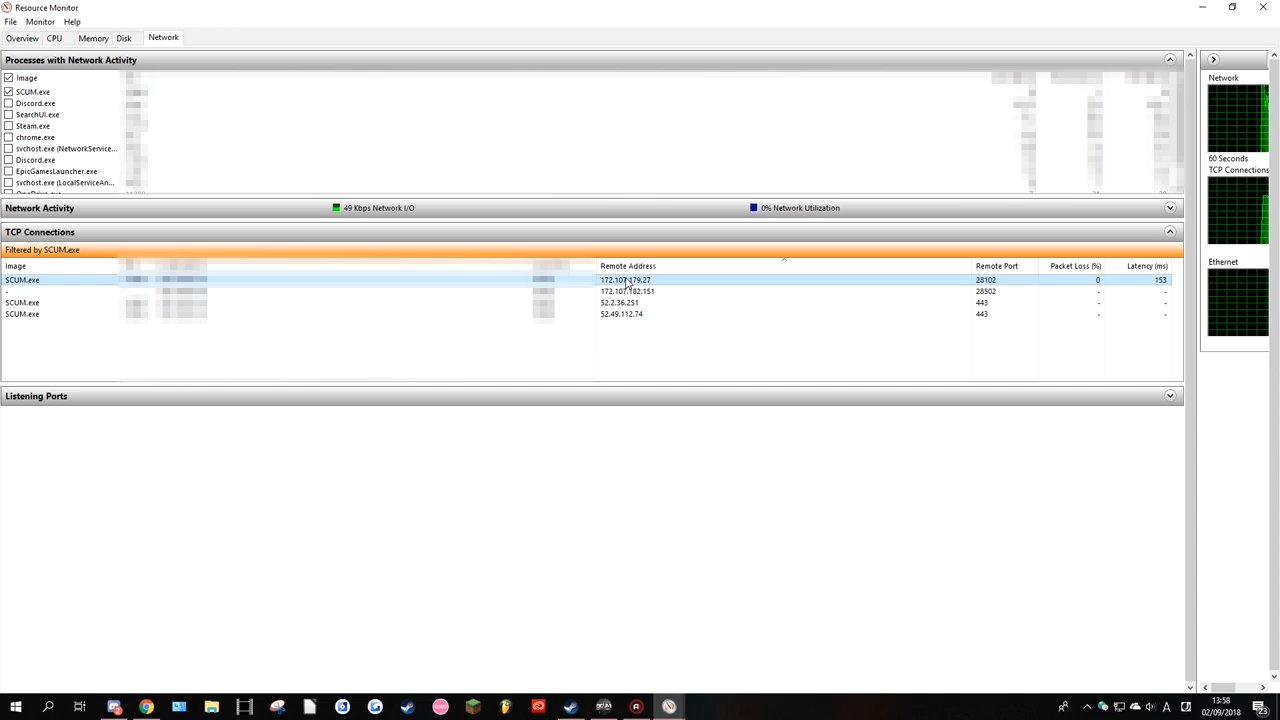 Resource Monitor
File Monitor Help
Overview CPU Memory Disk Network
Processes with Network Activity
Image
SCUM.exe
Discord.exe
SearchUI.exe
Steam.exe
chrome.exe
svchost.exe (NetworkService...
Discord.exe
EpicGamesLauncher.exe
svchost.exe (LocalServiceAn...
Network Activity 49 Kbps Network I/O 0% Network Utilization
TCP Connections
Filtered by SCUM.exe
Image Remote Address Remote Port Packet Loss (%) Latency (ms)
SCUM.exe 172.107.179.27 28102 0 153
- 172.107.182.151 28502 - -
SCUM.exe 52.2.36.251 443 - -
SCUM.exe 52.49.112.74 443 - -
Listening Ports
Network
60 Seconds
TCP Connections
Ethernet
13:58
02/09/2018
23